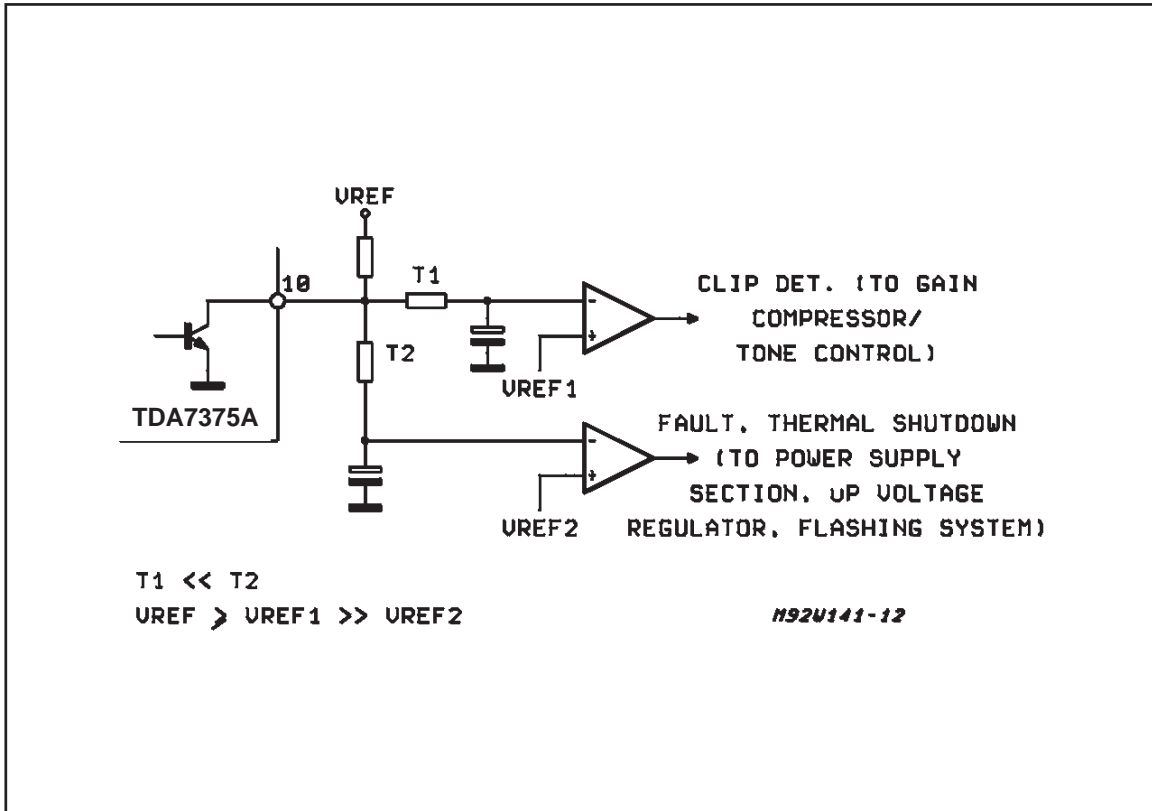 VREF
10
T1
CLIP DET. (TO GAIN
COMPRESSOR/
TONE CONTROL)
-
+
T2
VREF1
TDA7375A
FAULT. THERMAL SHUTDOWN
(TO POWER SUPPLY
SECTION. uP VOLTAGE
REGULATOR. FLASHING SYSTEM)
-
+
VREF2
T1 << T2
VREF ⩾ VREF1 >> VREF2
M92W141-12